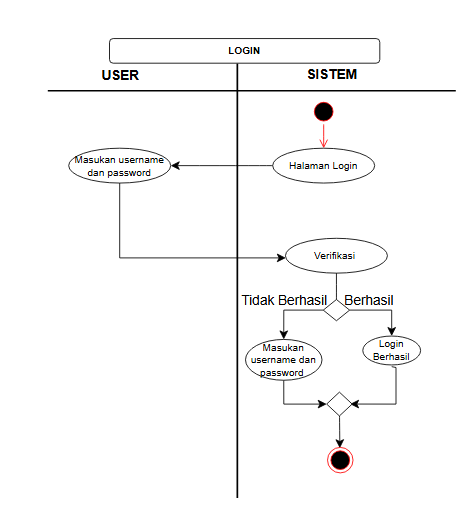 LOGIN
USER
SISTEM
Masukan username
dan password
Halaman Login
Verifikasi
Tidak Berhasil
Berhasil
Masukan
username dan
password
Login
Berhasil